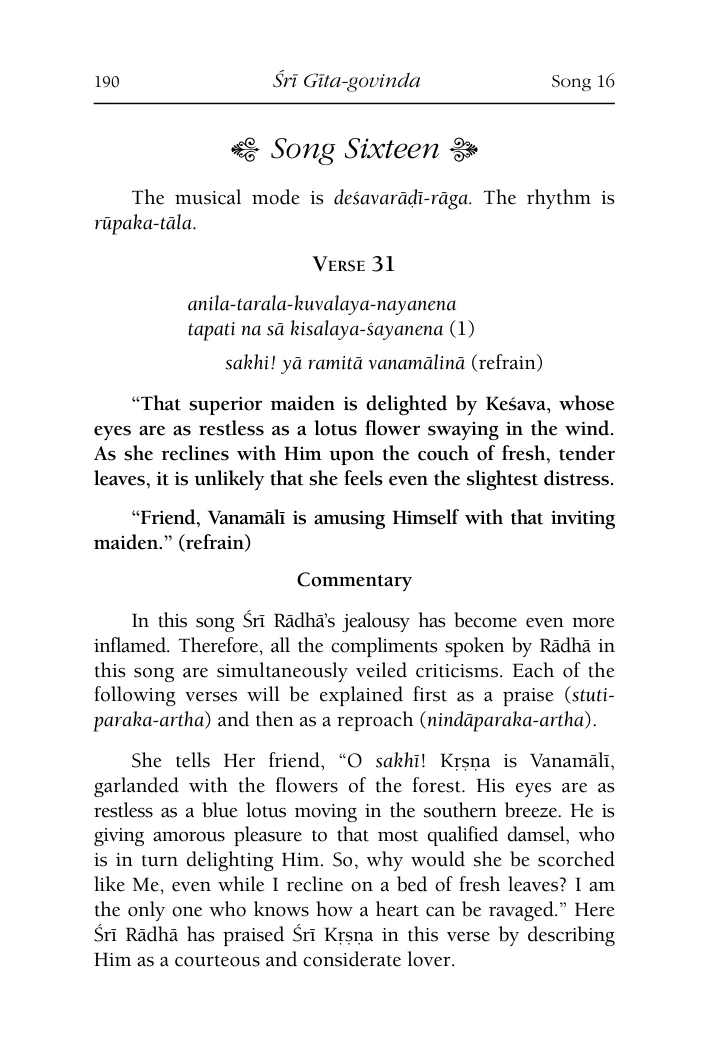 190 Śrī Gīta-govinda Song 16
Song Sixteen
The musical mode is deśavarāḍī-rāga. The rhythm is
rūpaka-tāla.
VERSE 31
anila-tarala-kuvalaya-nayanena
tapati na sā kisalaya-śayanena (1)
sakhi! yā ramitā vanamālinā (refrain)
“That superior maiden is delighted by Keśava, whose
eyes are as restless as a lotus flower swaying in the wind.
As she reclines with Him upon the couch of fresh, tender
leaves, it is unlikely that she feels even the slightest distress.
“Friend, Vanamālī is amusing Himself with that inviting
maiden.” (refrain)
Commentary
In this song Śrī Rādhā’s jealousy has become even more
inflamed. Therefore, all the compliments spoken by Rādhā in
this song are simultaneously veiled criticisms. Each of the
following verses will be explained first as a praise (stuti-
paraka-artha) and then as a reproach (nindāparaka-artha).
She tells Her friend, “O sakhī! Kṛṣṇa is Vanamālī,
garlanded with the flowers of the forest. His eyes are as
restless as a blue lotus moving in the southern breeze. He is
giving amorous pleasure to that most qualified damsel, who
is in turn delighting Him. So, why would she be scorched
like Me, even while I recline on a bed of fresh leaves? I am
the only one who knows how a heart can be ravaged.” Here
Śrī Rādhā has praised Śrī Kṛṣṇa in this verse by describing
Him as a courteous and considerate lover.